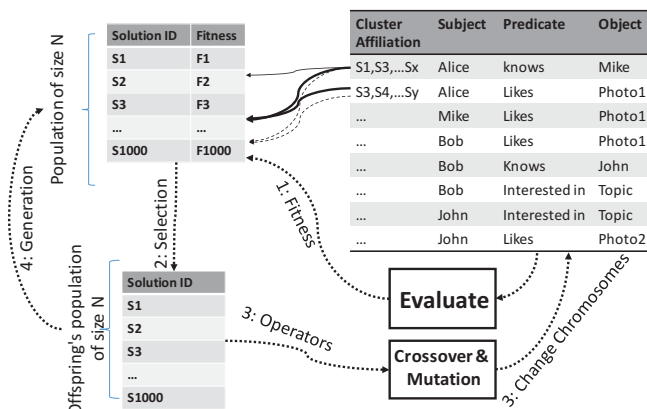 Population of size N
Solution ID Fitness
S1 F1
S2 F2
S3 F3
... ...
S1000 F1000
Cluster Affiliation Subject Predicate Object
S1,S3,...Sx Alice knows Mike
S3,S4,...Sy Alice Likes Photo1
... Mike Likes Photo1
... Bob Likes Photo1
... Bob Knows John
... Bob Interested in Topic
... John Interested in Topic
... John Likes Photo2
1: Fitness
2: Selection
4: Generation
Offspring's population
of size N
Solution ID
S1
S2
S3
...
S1000
3: Operators
Evaluate
Crossover &
Mutation
3: Change Chromosomes